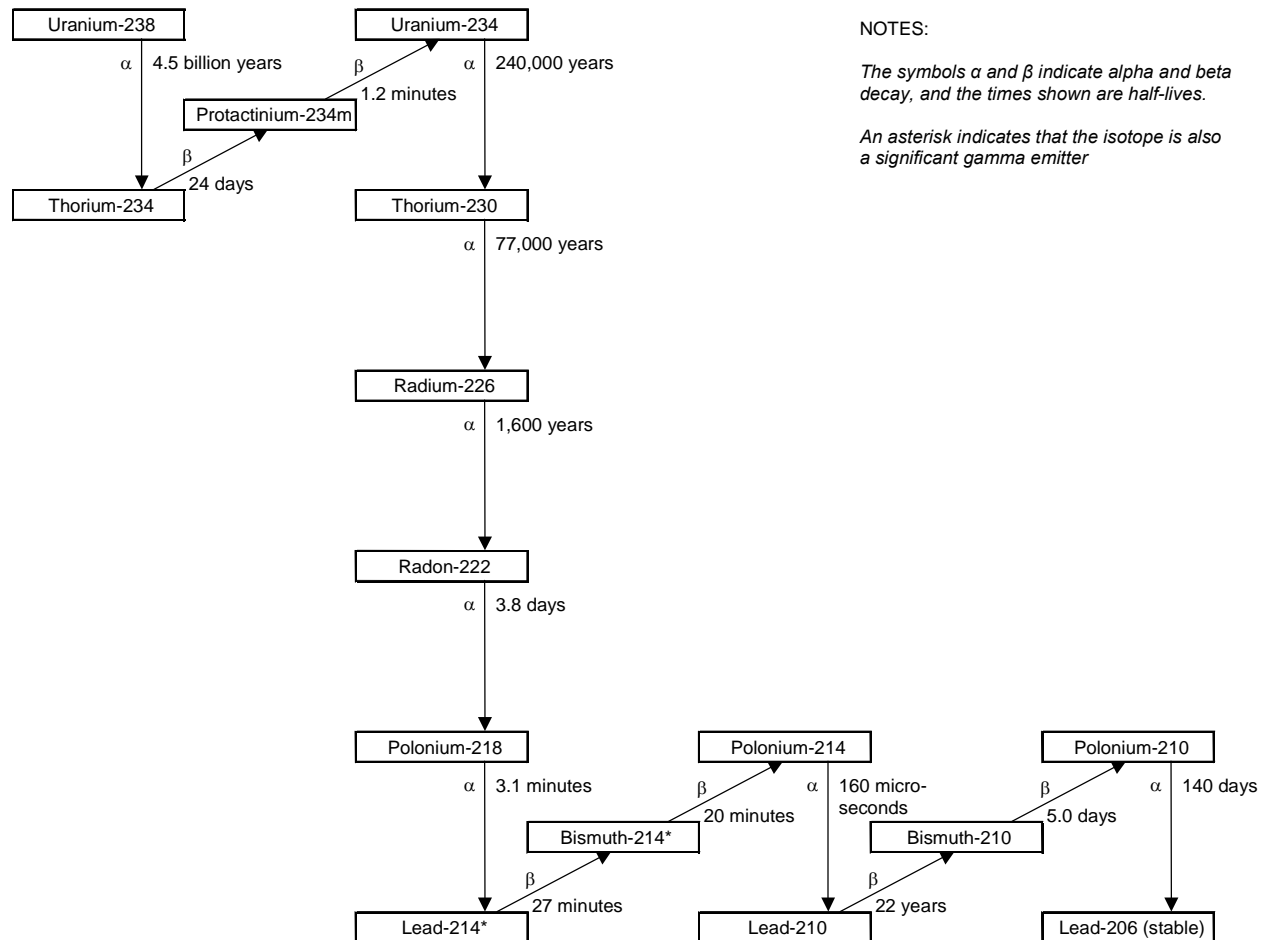 Uranium-238
Uranium-234
NOTES:
α
4.5 billion years
β
α
240,000 years
The symbols α and β indicate alpha and beta
decay, and the times shown are half-lives.
1.2 minutes
Protactinium-234m
An asterisk indicates that the isotope is also
a significant gamma emitter
β
24 days
Thorium-234
Thorium-230
α
77,000 years
Radium-226
α
1,600 years
Radon-222
α
3.8 days
Polonium-218
Polonium-214
Polonium-210
α
3.1 minutes
β
α
160 micro-
seconds
β
α
140 days
20 minutes
5.0 days
Bismuth-214*
Bismuth-210
β
27 minutes
β
22 years
Lead-214*
Lead-210
Lead-206 (stable)